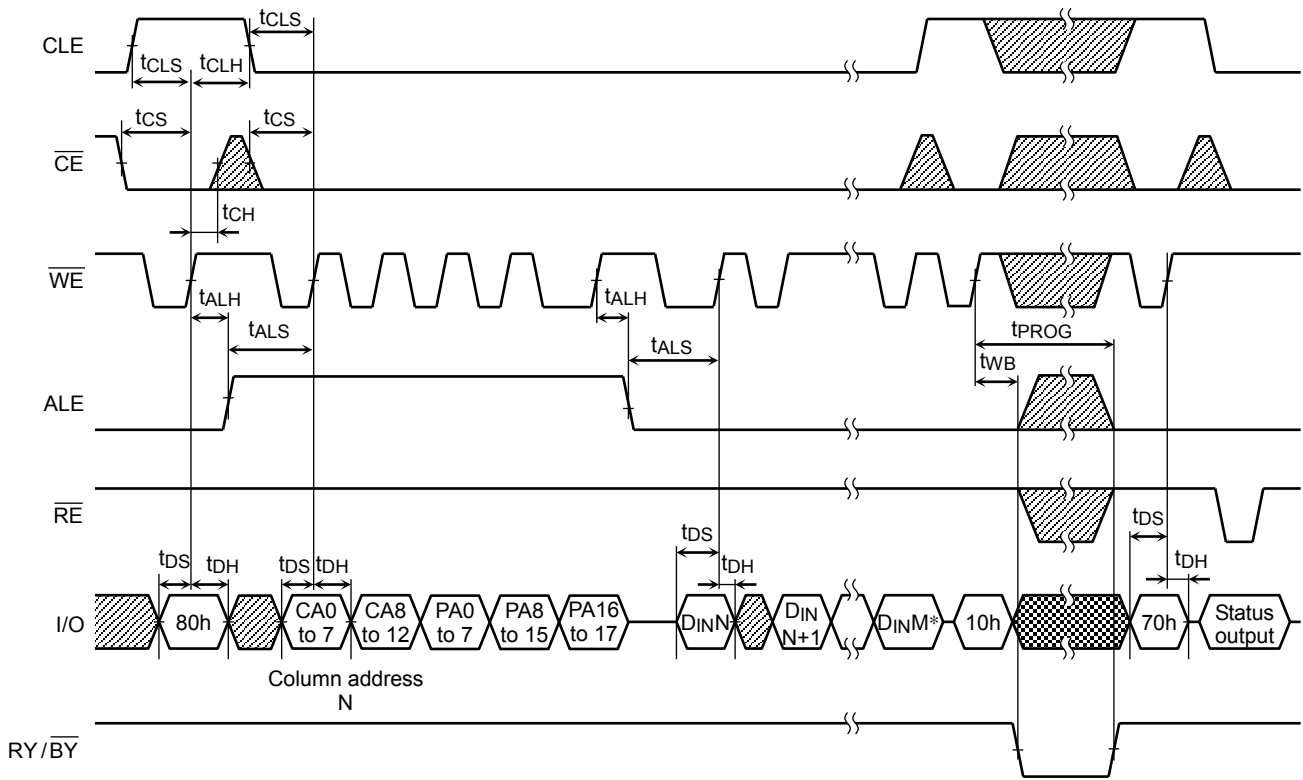 CLE
tCLS
tCLS
tCLH
CE
tCS
tCS
tCH
WE
tALH
tALS
tALH
tALS
tPROG
tWB
ALE
RE
tDS
tDH
tDS
tDH
tDS
tDH
tDS
tDH
I/O
80h
CA0 to 7
CA8 to 12
PA0 to 7
PA8 to 15
PA16 to 17
DINN
DIN N+1
DINM*
10h
70h
Status output
Column address
N
RY/BY